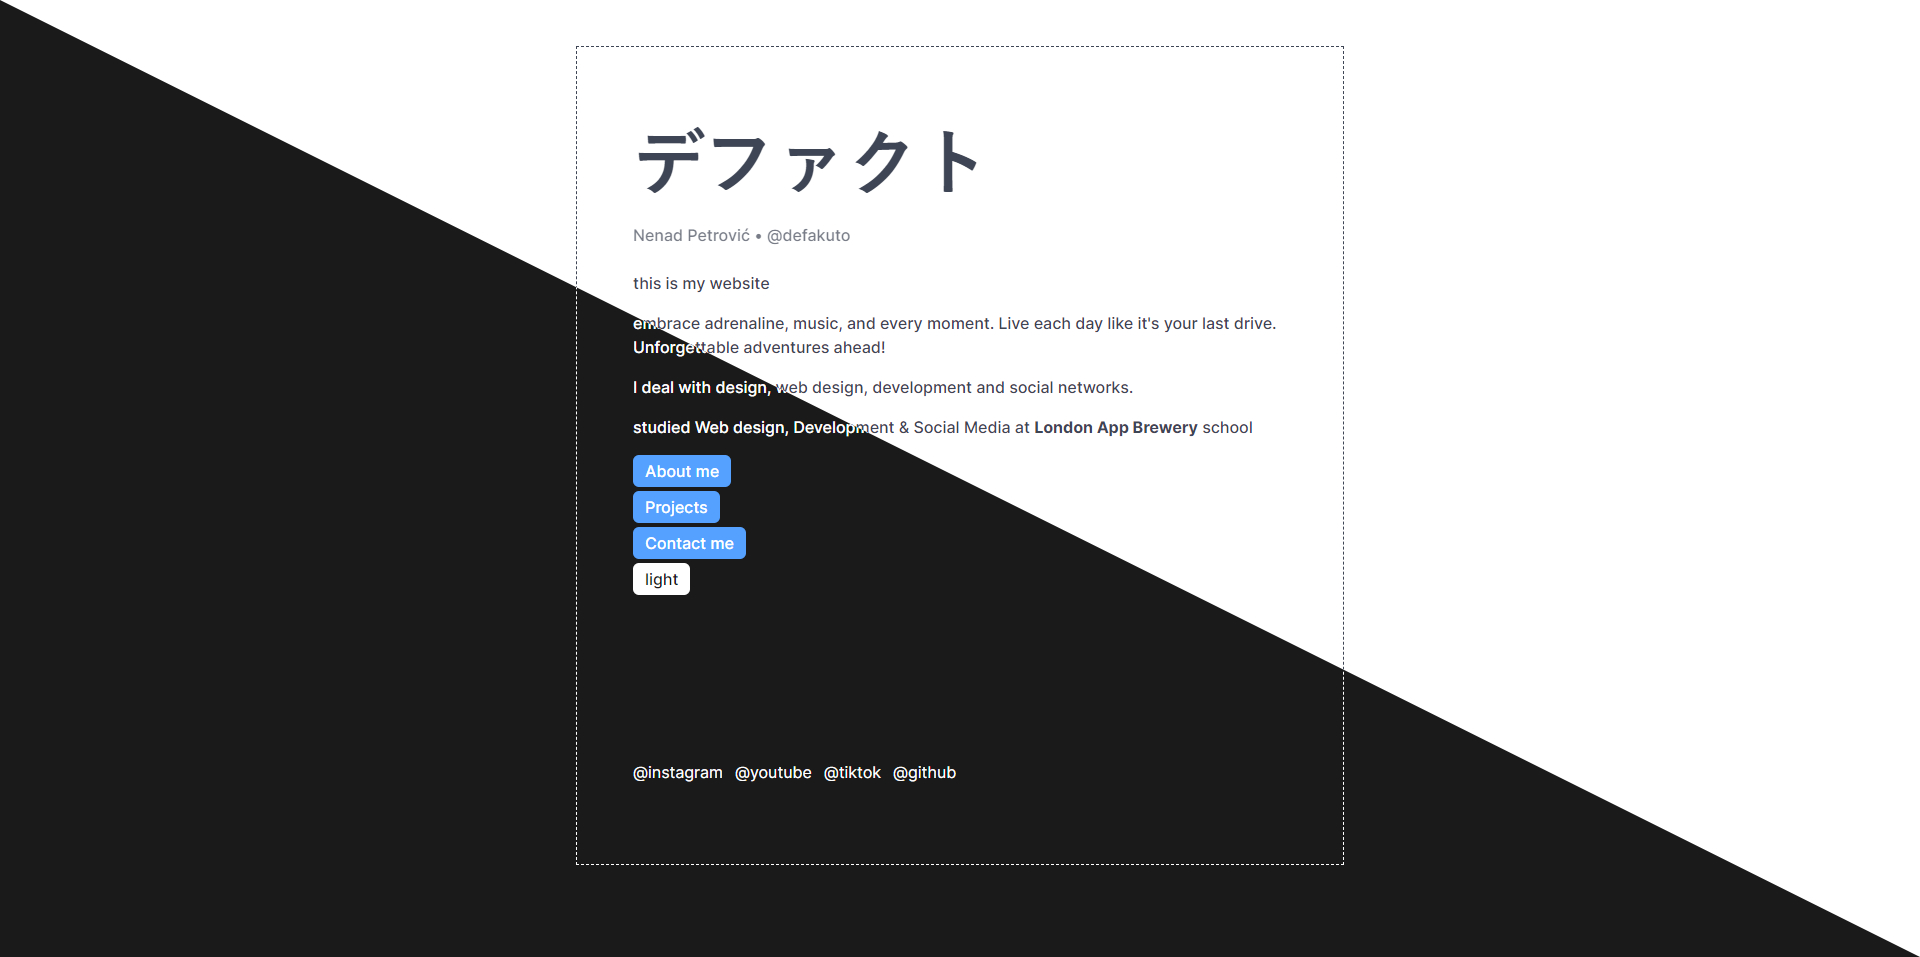 デファクト
Nenad Petrović • @defakuto
this is my website
embrace adrenaline, music, and every moment. Live each day like it's your last drive.
Unforgettable adventures ahead!
I deal with design, web design, development and social networks.
studied Web design, Development & Social Media at London App Brewery school
About me
Projects
Contact me
light
@instagram @youtube @tiktok @github